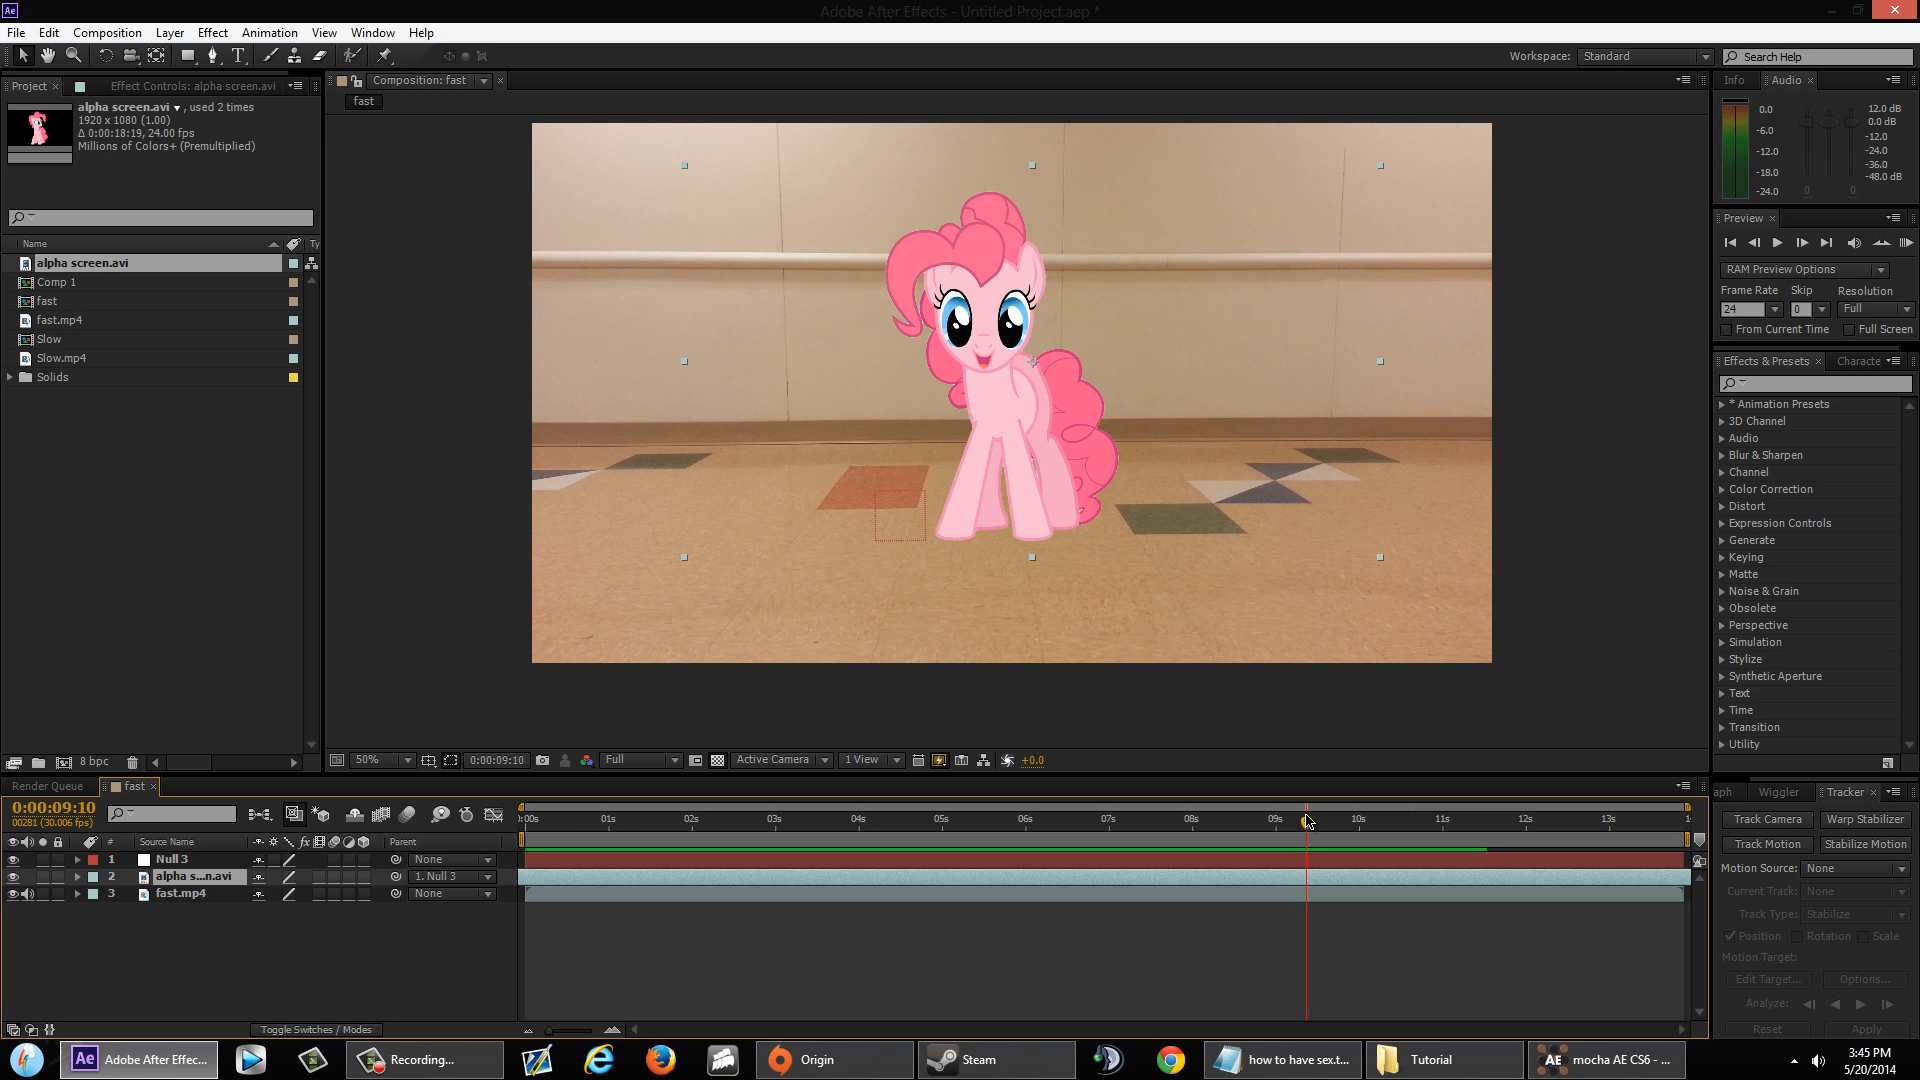 Ae
Adobe After Effects - Untitled Project.aep *
File Edit Composition Layer Effect Animation View Window Help
Workspace: Standard Search Help
Project Effect Controls: alpha screen.avi
Composition: fast
fast
Info Audio
alpha screen.avi , used 2 times
1920 x 1080 (1.00)
Δ 0:00:18:19, 24.00 fps
Millions of Colors+ (Premultiplied)
0.0
-6.0
-12.0
-18.0
-24.0
12.0 dB
0.0 dB
-12.0
-24.0
-36.0
-48.0 dB
0 0
Preview
RAM Preview Options
Frame Rate Skip Resolution
24 0 Full
From Current Time Full Screen
Name Ty
alpha screen.avi
Comp 1
fast
fast.mp4
Slow
Slow.mp4
Solids
8 bpc
Effects & Presets Characte
* Animation Presets
3D Channel
Audio
Blur & Sharpen
Channel
Color Correction
Distort
Expression Controls
Generate
Keying
Matte
Noise & Grain
Obsolete
Perspective
Simulation
Stylize
Synthetic Aperture
Text
Time
Transition
Utility
50% 0:00:09:10 Full Active Camera 1 View +0.0
Render Queue fast
0:00:09:10
00281 (30.006 fps)
0:00s 01s 02s 03s 04s 05s 06s 07s 08s 09s 10s 11s 12s 13s 1
# Source Name fx Parent
1 Null 3 None
2 alpha s...n.avi 1. Null 3
3 fast.mp4 None
Toggle Switches / Modes
aph Wiggler Tracker
Track Camera Warp Stabilizer
Track Motion Stabilize Motion
Motion Source: None
Current Track: None
Track Type: Stabilize
Position Rotation Scale
Motion Target:
Edit Target... Options...
Analyze:
Reset Apply
Ae Adobe After Effec...
Recording...
Origin
Steam
how to have sex.t...
Tutorial
AE mocha AE CS6 - ...
3:45 PM
5/20/2014